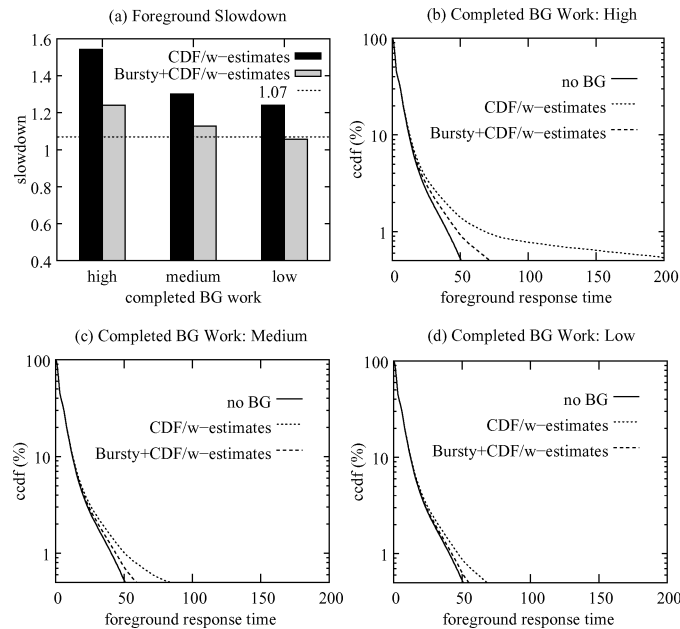 (a) Foreground Slowdown
1.6
1.4
1.2
1
0.8
0.6
0.4
slowdown
CDF/w−estimates
Bursty+CDF/w−estimates
1.07
high medium low
completed BG work
(b) Completed BG Work: High
100
10
1
ccdf (%)
no BG
CDF/w−estimates
Bursty+CDF/w−estimates
0 50 100 150 200
foreground response time
(c) Completed BG Work: Medium
100
10
1
ccdf (%)
no BG
CDF/w−estimates
Bursty+CDF/w−estimates
0 50 100 150 200
foreground response time
(d) Completed BG Work: Low
100
10
1
ccdf (%)
no BG
CDF/w−estimates
Bursty+CDF/w−estimates
0 50 100 150 200
foreground response time